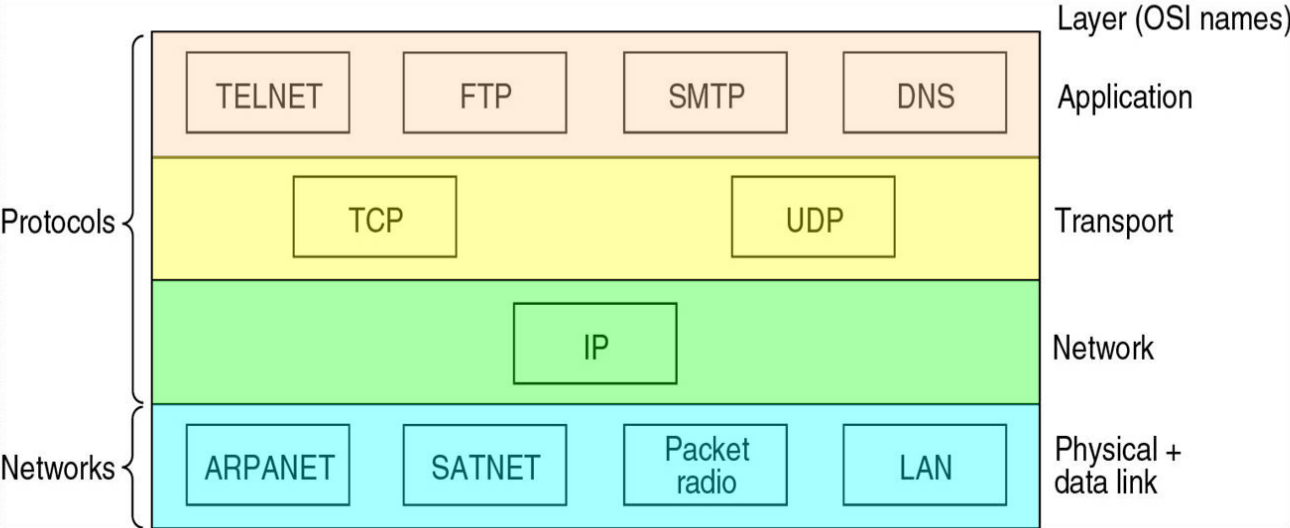 Layer (OSI names)
TELNET FTP SMTP DNS Application
Protocols TCP UDP Transport
IP Network
Networks ARPANET SATNET Packet radio LAN Physical +
data link